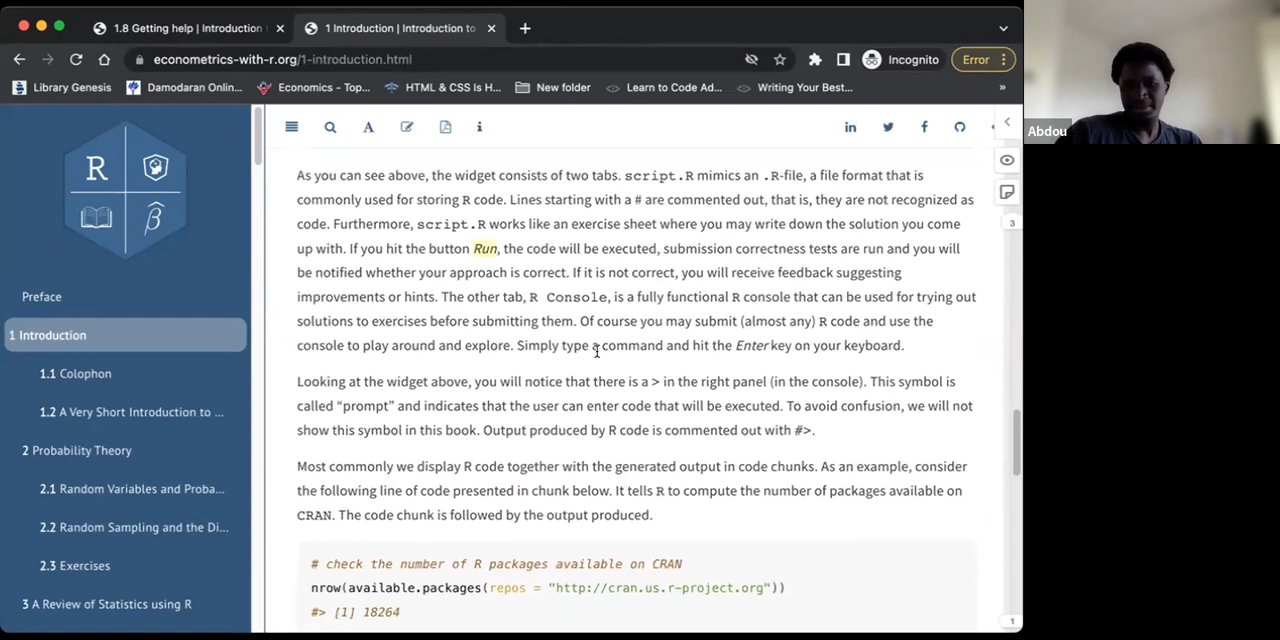 1.8 Getting help | Introduction
1 Introduction | Introduction to
econometrics-with-r.org/1-introduction.html
Incognito
Error
Library Genesis
Damodaran Onlin...
Economics - Top...
HTML & CSS Is H...
New folder
Learn to Code Ad...
Writing Your Best...
»
Abdou
R
β̂
Preface
1 Introduction
1.1 Colophon
1.2 A Very Short Introduction to ...
2 Probability Theory
2.1 Random Variables and Proba...
2.2 Random Sampling and the Di...
2.3 Exercises
3 A Review of Statistics using R
As you can see above, the widget consists of two tabs. script.R mimics an .R-file, a file format that is
commonly used for storing R code. Lines starting with a # are commented out, that is, they are not recognized as
code. Furthermore, script.R works like an exercise sheet where you may write down the solution you come
up with. If you hit the button Run, the code will be executed, submission correctness tests are run and you will
be notified whether your approach is correct. If it is not correct, you will receive feedback suggesting
improvements or hints. The other tab, R Console, is a fully functional R console that can be used for trying out
solutions to exercises before submitting them. Of course you may submit (almost any) R code and use the
console to play around and explore. Simply type a command and hit the Enter key on your keyboard.
Looking at the widget above, you will notice that there is a > in the right panel (in the console). This symbol is
called “prompt” and indicates that the user can enter code that will be executed. To avoid confusion, we will not
show this symbol in this book. Output produced by R code is commented out with #>.
Most commonly we display R code together with the generated output in code chunks. As an example, consider
the following line of code presented in chunk below. It tells R to compute the number of packages available on
CRAN. The code chunk is followed by the output produced.
# check the number of R packages available on CRAN
nrow(available.packages(repos = "http://cran.us.r-project.org"))
#> [1] 18264
3
1